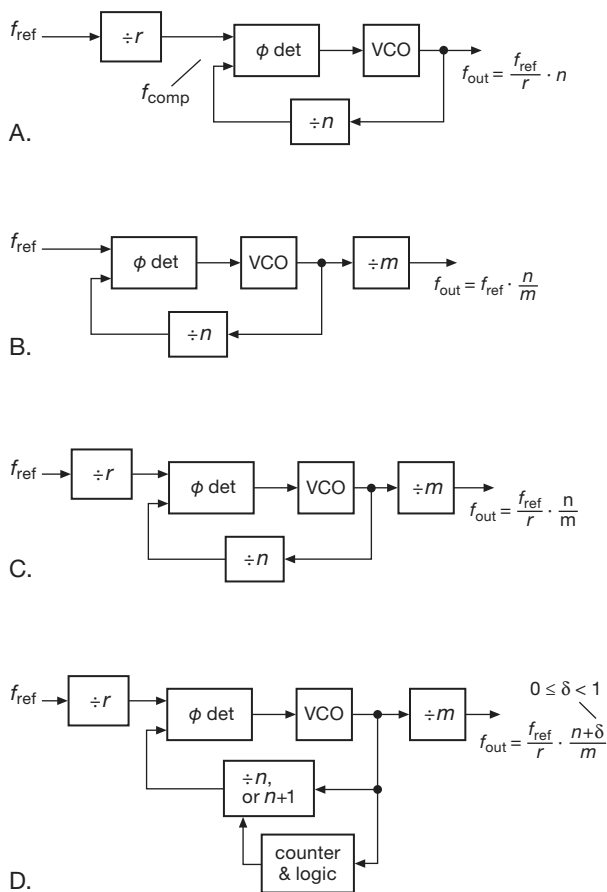 f_ref ÷r φ det VCO
f_comp
f_out = f_ref/r · n
÷n
A.
f_ref φ det VCO ÷m
f_out = f_ref · n/m
÷n
B.
f_ref ÷r φ det VCO ÷m
f_out = f_ref/r · n/m
÷n
C.
0 ≤ δ < 1
f_ref ÷r φ det VCO ÷m
f_out = f_ref/r · n+δ/m
÷n,
or n+1
counter
& logic
D.